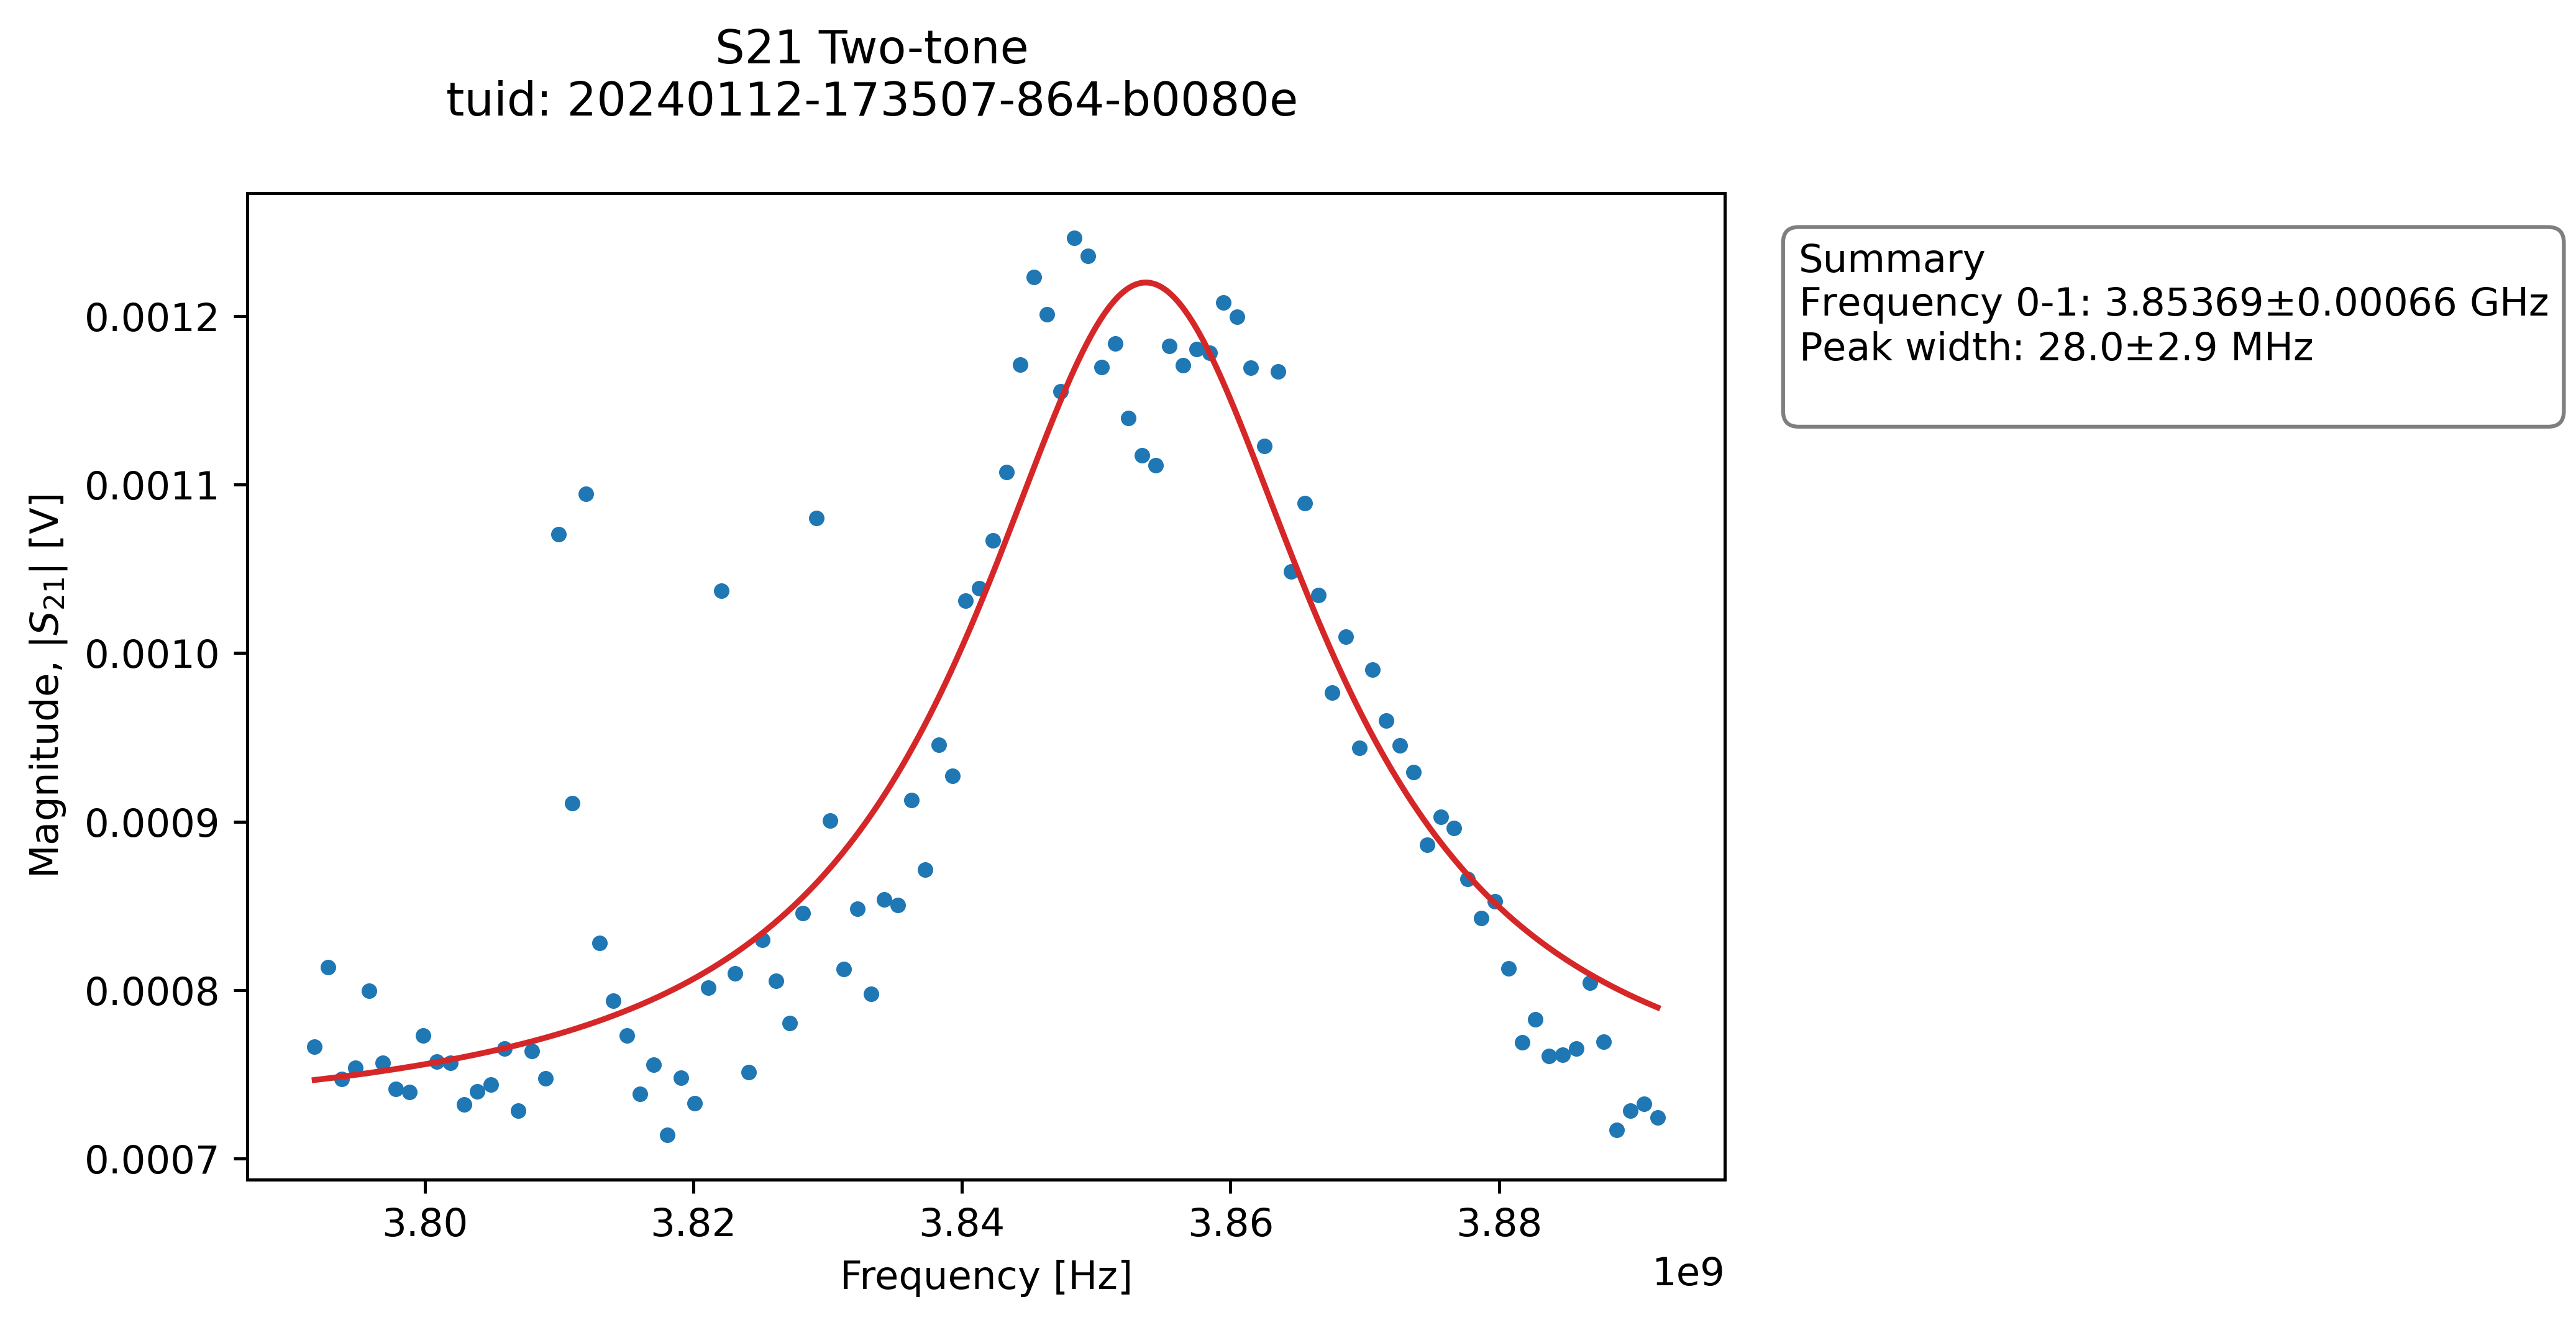 S21 Two-tone
tuid: 20240112-173507-864-b0080e
Summary
Frequency 0-1: 3.85369±0.00066 GHz
Peak width: 28.0±2.9 MHz
Magnitude, |S21| [V]
0.0012
0.0011
0.0010
0.0009
0.0008
0.0007
3.80 3.82 3.84 3.86 3.88
Frequency [Hz]
1e9